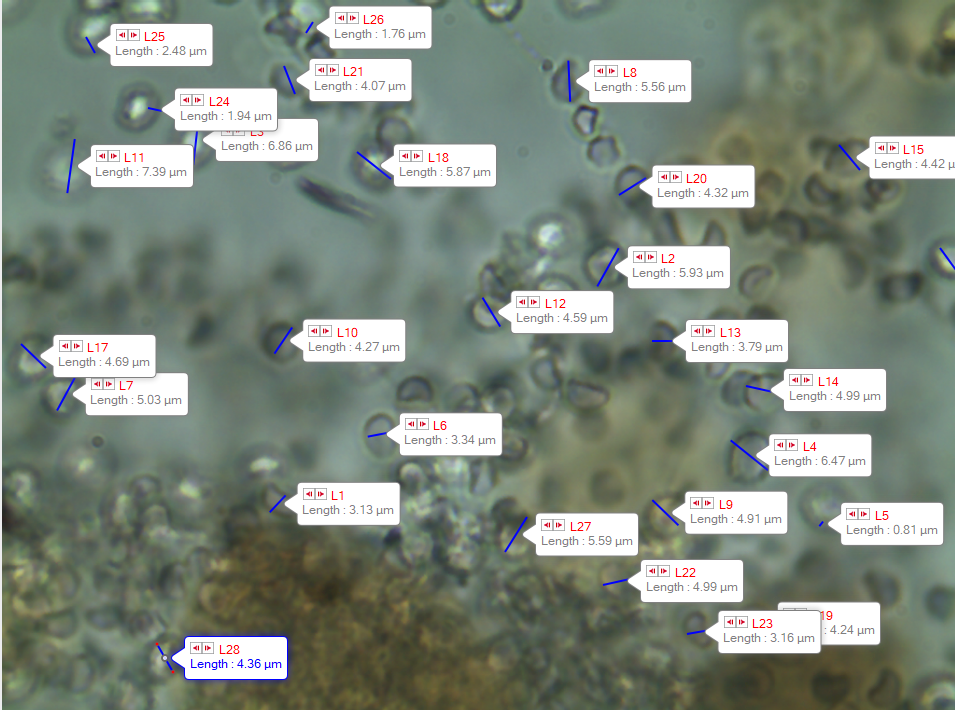 L26
Length : 1.76 µm
L25
Length : 2.48 µm
L21
Length : 4.07 µm
L8
Length : 5.56 µm
L24
Length : 1.94 µm
L3
Length : 6.86 µm
L11
Length : 7.39 µm
L18
Length : 5.87 µm
L15
Length : 4.42 µ
L20
Length : 4.32 µm
L2
Length : 5.93 µm
L12
Length : 4.59 µm
L10
Length : 4.27 µm
L13
Length : 3.79 µm
L17
Length : 4.69 µm
L7
Length : 5.03 µm
L14
Length : 4.99 µm
L6
Length : 3.34 µm
L4
Length : 6.47 µm
L1
Length : 3.13 µm
L9
Length : 4.91 µm
L5
Length : 0.81 µm
L27
Length : 5.59 µm
L22
Length : 4.99 µm
19
: 4.24 µm
L23
Length : 3.16 µm
L28
Length : 4.36 µm